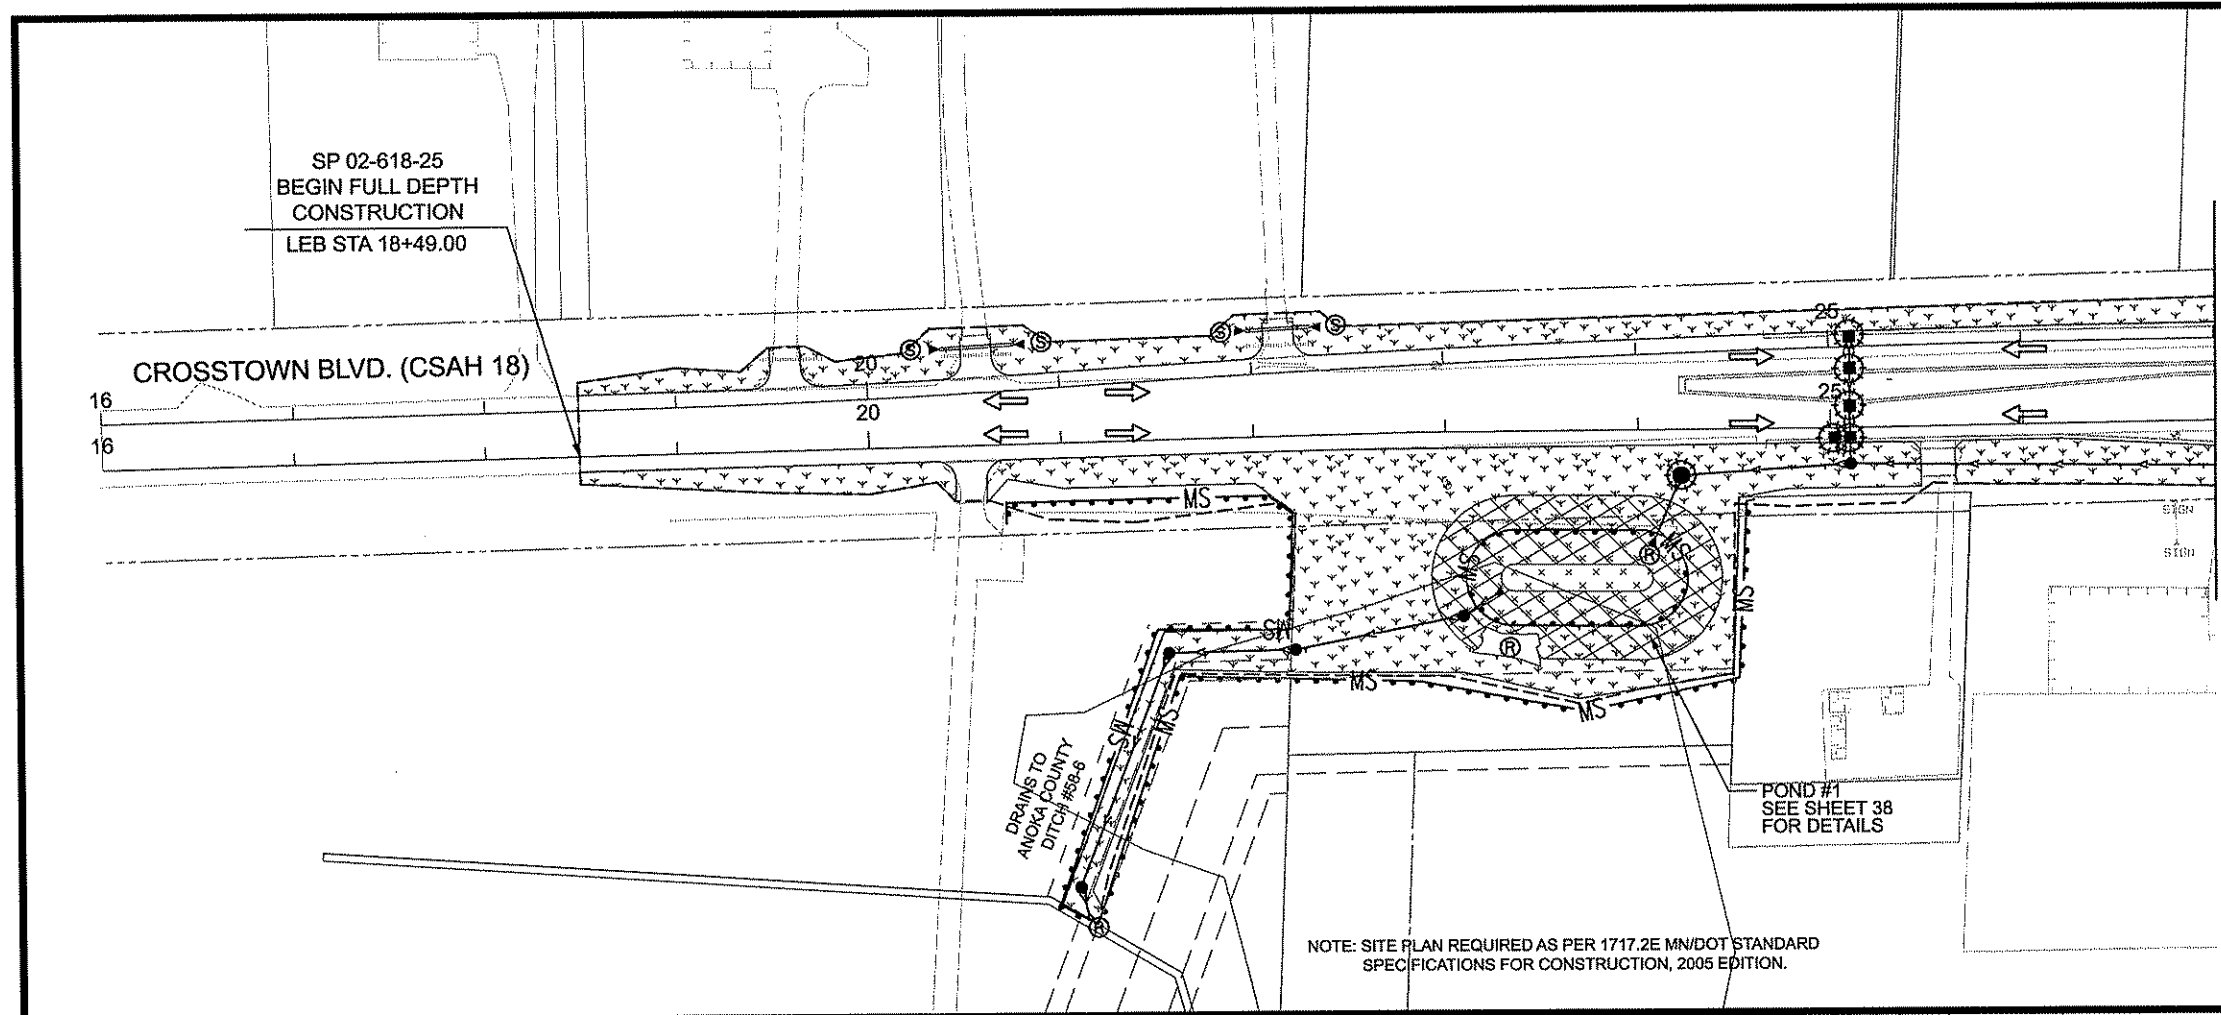 SP 02-618-25
BEGIN FULL DEPTH
CONSTRUCTION
LEB STA 18+49.00
CROSSTOWN BLVD. (CSAH 18)
16
16
20
20
25
25
S
S
S
S
MS
MS
MS
R
R
MS
MS
MS
MS
MS
MS
SIGN
SIGN
DRAINS TO
ANOKA COUNTY
DITCH #58-6
R
POND #1
SEE SHEET 38
FOR DETAILS
NOTE: SITE PLAN REQUIRED AS PER 1717.2E MN/DOT STANDARD
SPECIFICATIONS FOR CONSTRUCTION, 2005 EDITION.